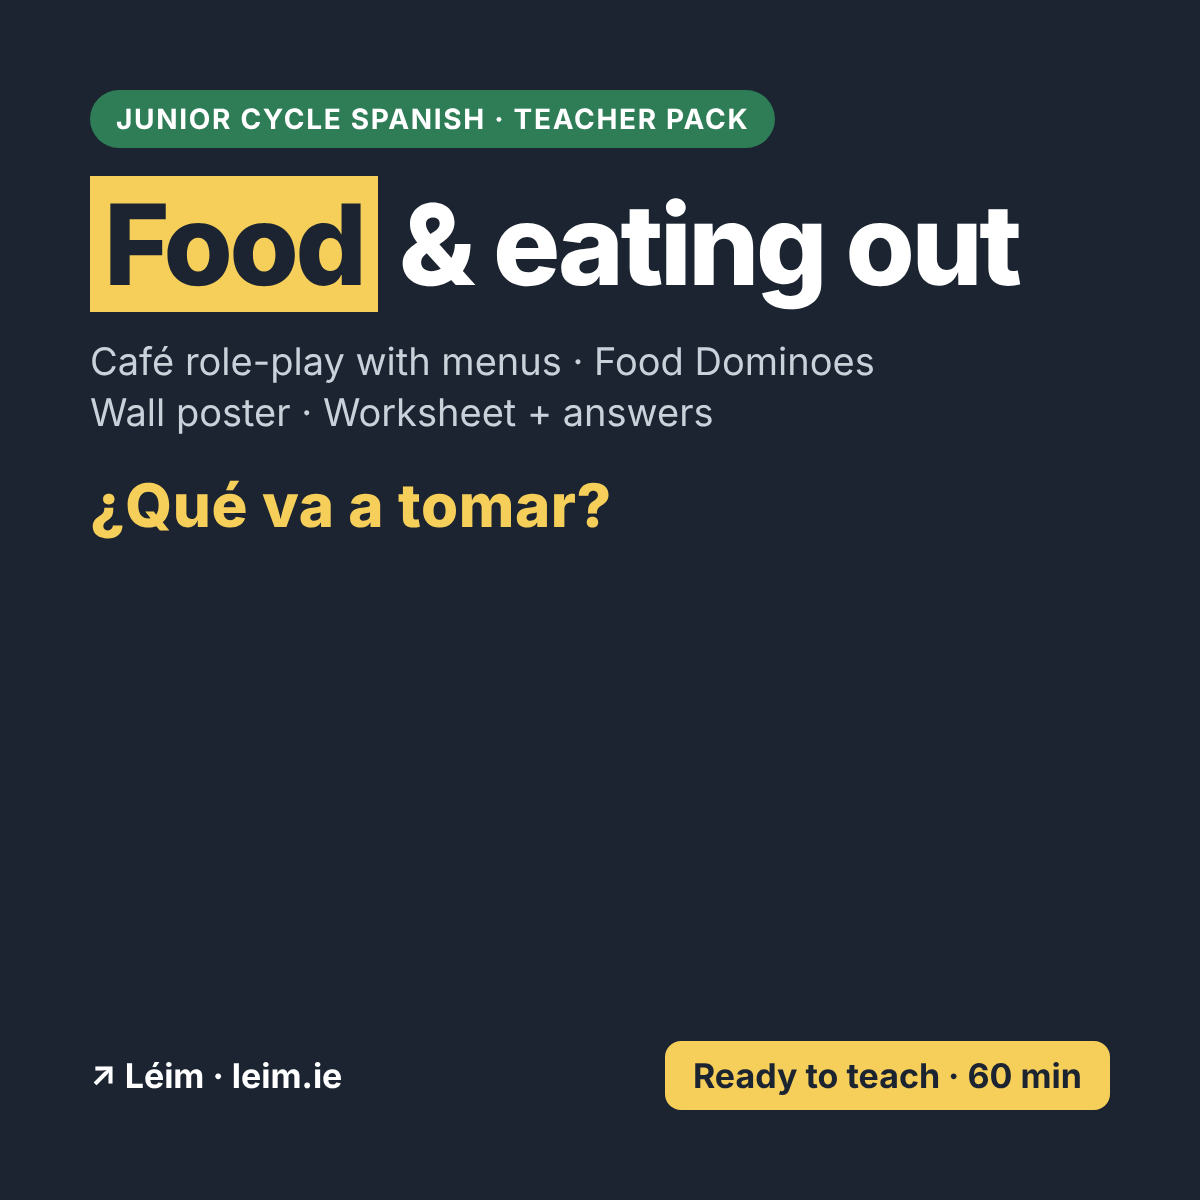 JUNIOR CYCLE SPANISH · TEACHER PACK
Food & eating out
Café role-play with menus · Food Dominoes
Wall poster · Worksheet + answers
¿Qué va a tomar?
↗ Léim · leim.ie
Ready to teach · 60 min